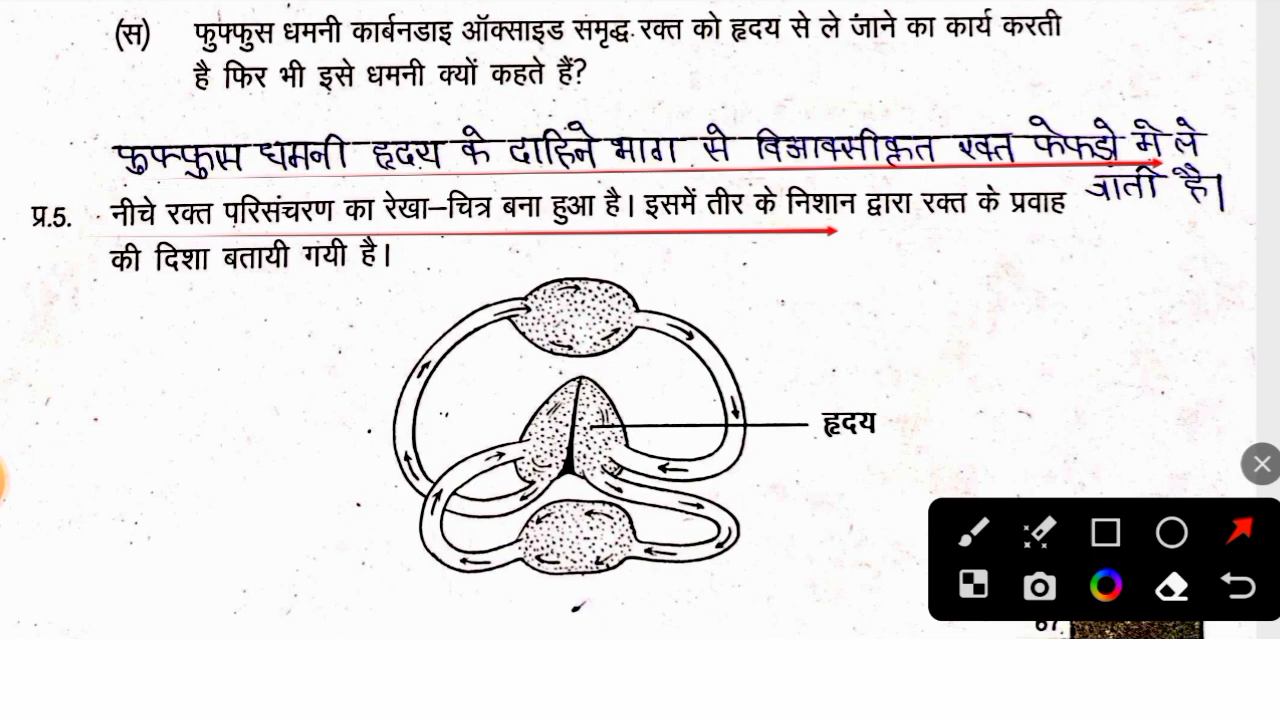 (स) फुफ्फुस धमनी कार्बनडाइ ऑक्साइड समृद्ध रक्त को हृदय से ले जाने का कार्य करती
है फिर भी इसे धमनी क्यों कहते हैं?
फुफ्फुस धमनी हृदय के दाहिने भाग से विआक्सीकृत रक्त फेफडो मे ले
जाती है।
प्र.5. नीचे रक्त परिसंचरण का रेखा–चित्र बना हुआ है। इसमें तीर के निशान द्वारा रक्त के प्रवाह
की दिशा बतायी गयी है।
हृदय